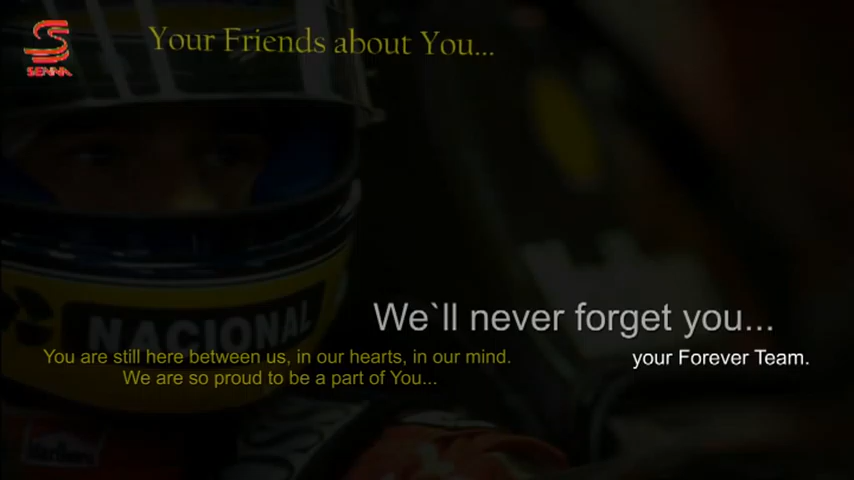 SENNA
Your Friends about You...
NACIONAL
We`ll never forget you...
You are still here between us, in our hearts, in our mind.
your Forever Team.
We are so proud to be a part of You...